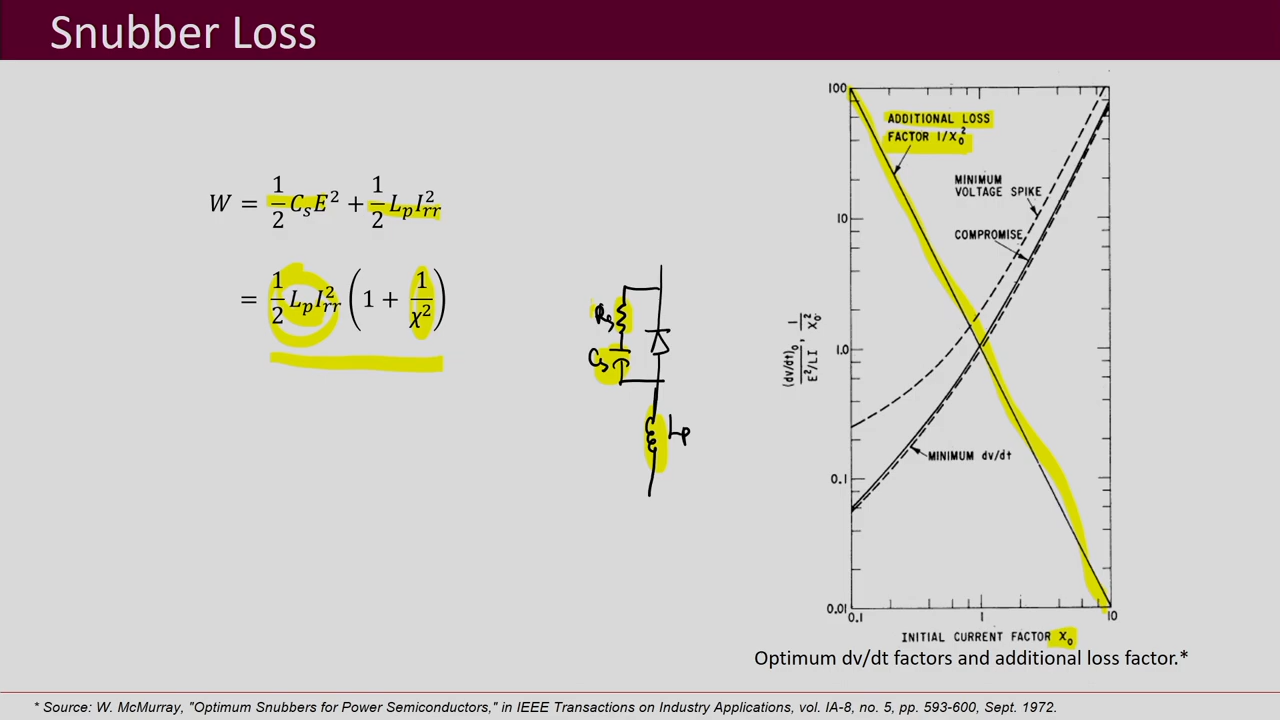 Snubber Loss
W = 1/2 C_s E^2 + 1/2 L_p I_rr^2
= 1/2 L_p I_rr^2 (1 + 1/χ^2)
R_s
C_s
L_p
100
10
1.0
0.1
0.01
ADDITIONAL LOSS
FACTOR 1/X_0^2
MINIMUM
VOLTAGE SPIKE
COMPROMISE
MINIMUM dv/dt
(dv/dt)_0 / E^2/LI , 1/X_0^2
0.1 1 10
INITIAL CURRENT FACTOR X_0
Optimum dv/dt factors and additional loss factor.*
* Source: W. McMurray, "Optimum Snubbers for Power Semiconductors," in IEEE Transactions on Industry Applications, vol. IA-8, no. 5, pp. 593-600, Sept. 1972.